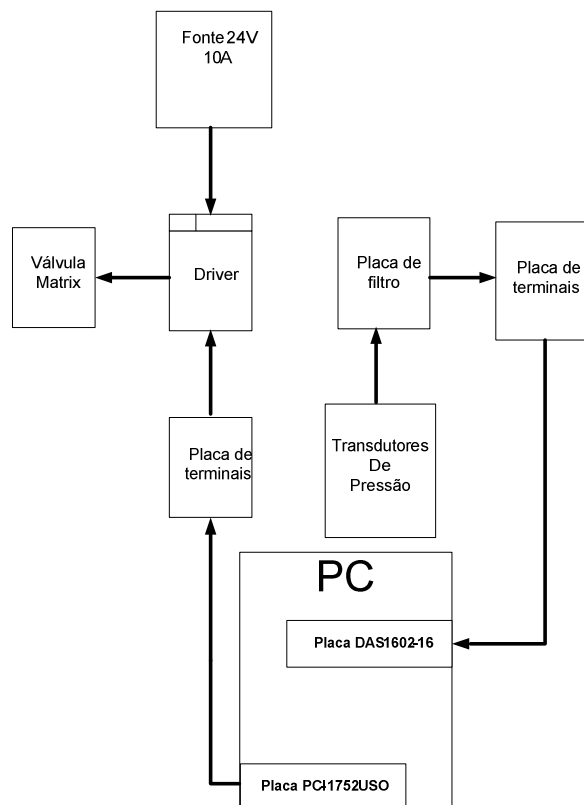 Fonte 24V
10A
Válvula
Matrix
Driver
Placa de
filtro
Placa de
terminais
Placa de
terminais
Transdutores
De
Pressão
PC
Placa DAS1602-16
Placa PCI-1752USO